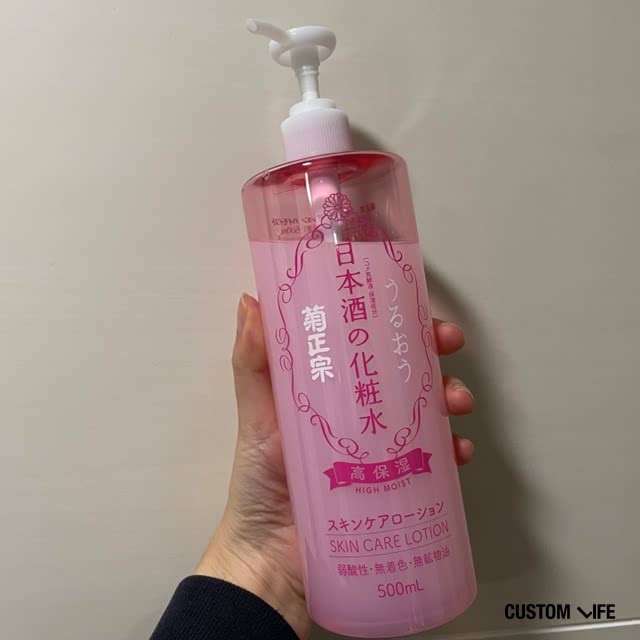 うるおう
日本酒の化粧水
菊正宗
高保湿
HIGH MOIST
スキンケアローション
SKIN CARE LOTION
弱酸性・無着色・無鉱物油
500mL
CUSTOM LIFE